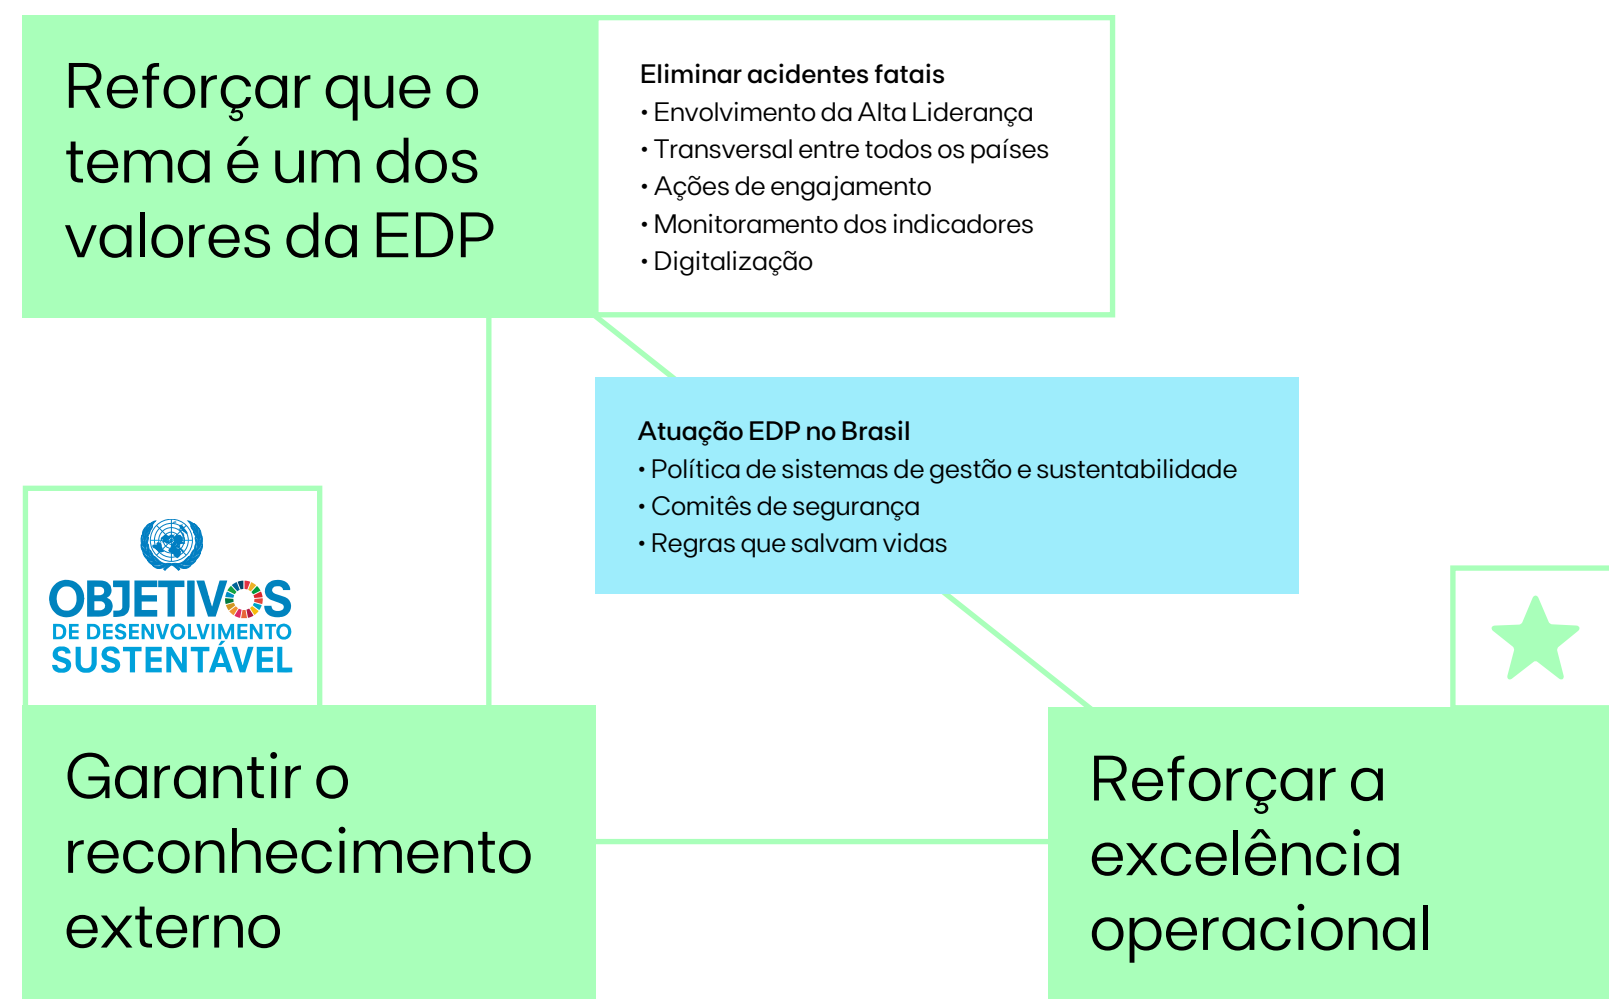 Reforçar que o
tema é um dos
valores da EDP
Eliminar acidentes fatais
• Envolvimento da Alta Liderança
• Transversal entre todos os países
• Ações de engajamento
• Monitoramento dos indicadores
• Digitalização
Atuação EDP no Brasil
• Política de sistemas de gestão e sustentabilidade
• Comitês de segurança
• Regras que salvam vidas
OBJETIVOS
DE DESENVOLVIMENTO
SUSTENTÁVEL
Garantir o
reconhecimento
externo
Reforçar a
excelência
operacional